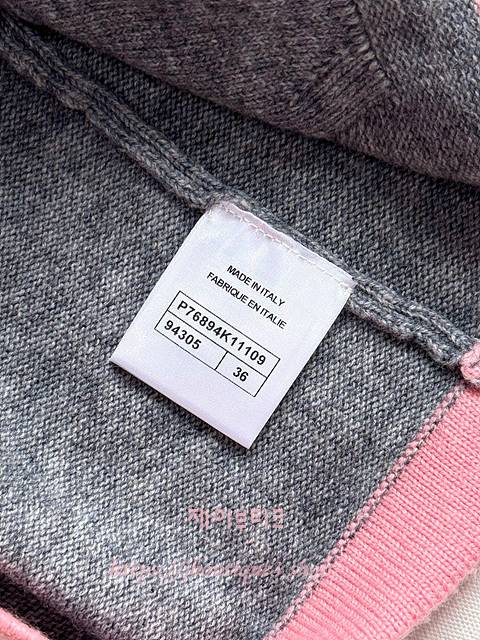 MADE IN ITALY
FABRIQUE EN ITALIE
P76894K11109
94305
36